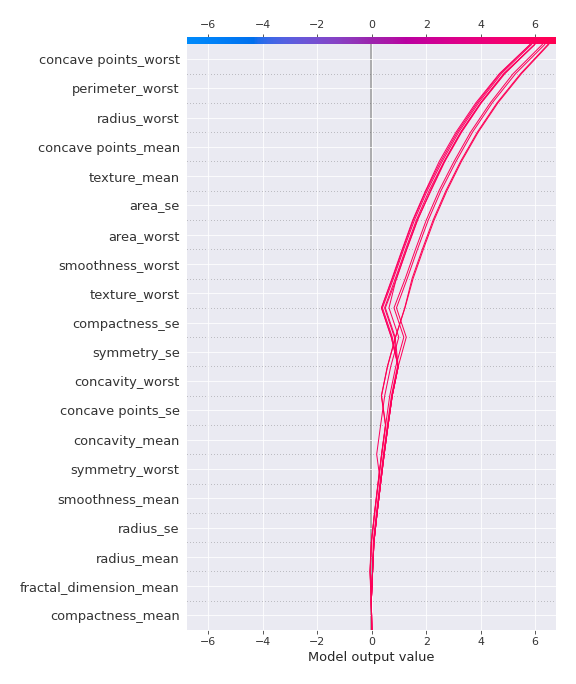 −6 −4 −2 0 2 4 6
concave points_worst
perimeter_worst
radius_worst
concave points_mean
texture_mean
area_se
area_worst
smoothness_worst
texture_worst
compactness_se
symmetry_se
concavity_worst
concave points_se
concavity_mean
symmetry_worst
smoothness_mean
radius_se
radius_mean
fractal_dimension_mean
compactness_mean
−6 −4 −2 0 2 4 6
Model output value